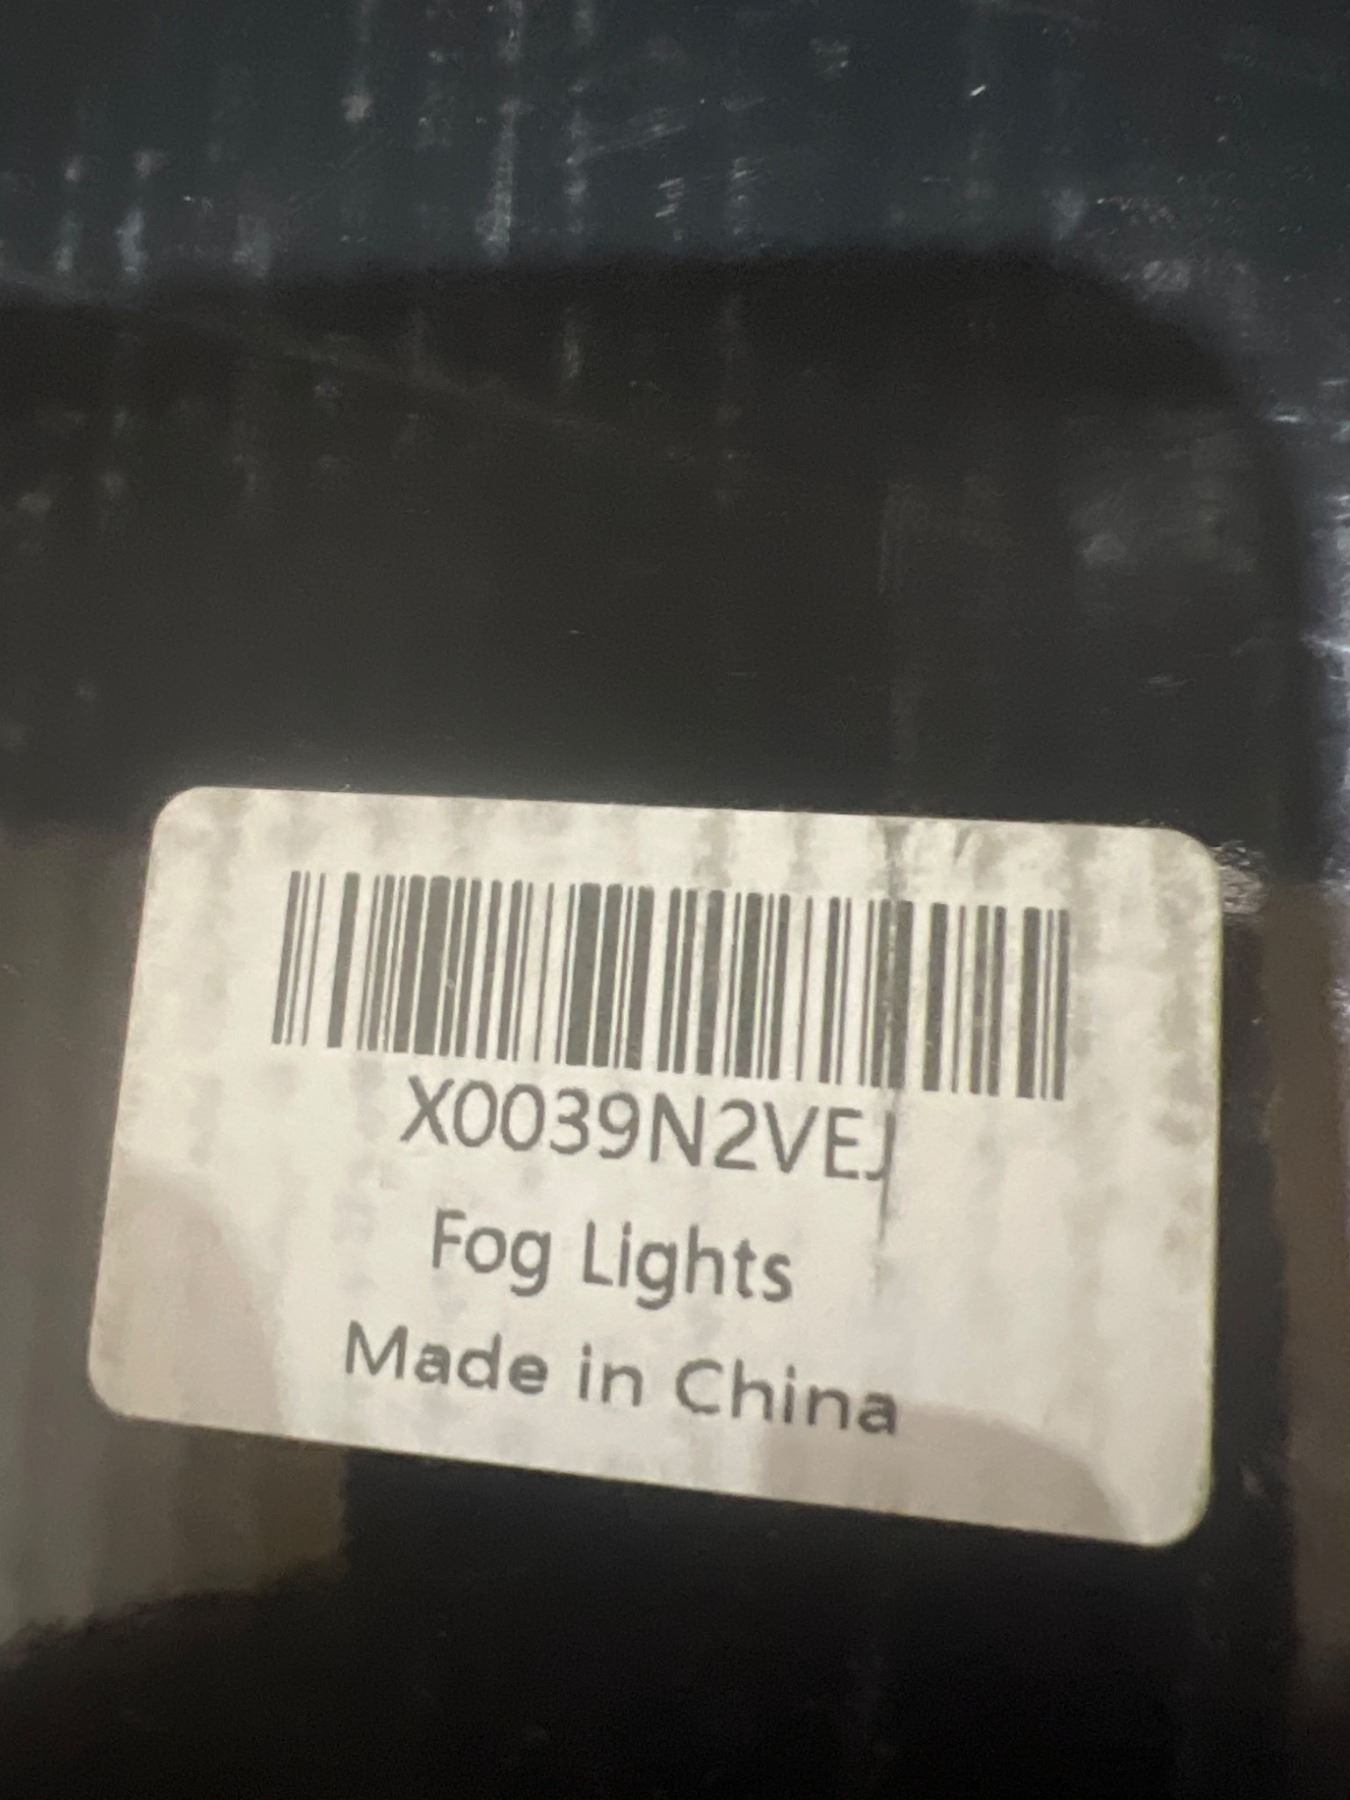 X0039N2VEJ
Fog Lights
Made in China